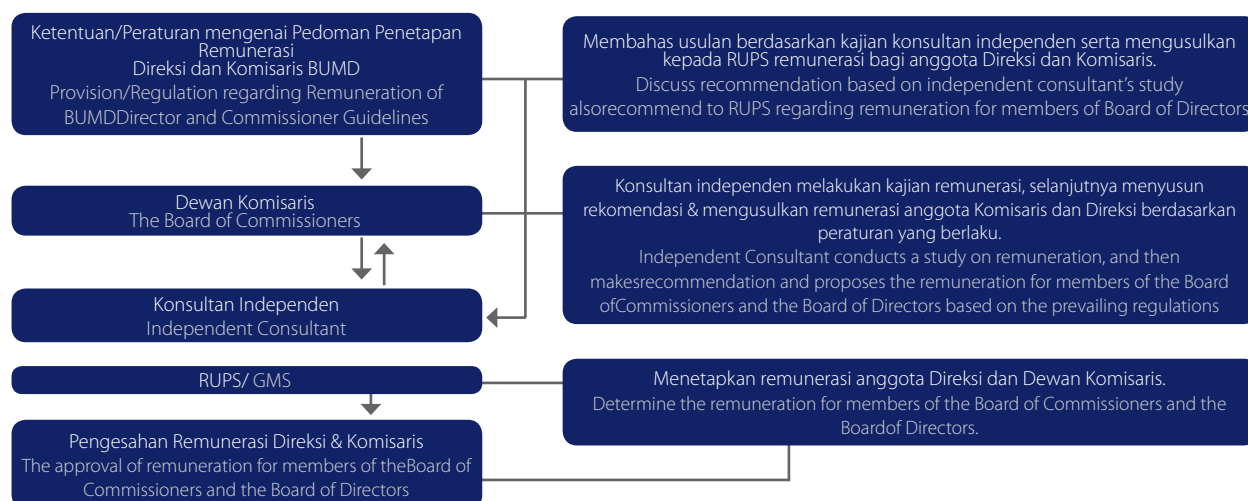 Ketentuan/Peraturan mengenai Pedoman Penetapan
Remunerasi
Direksi dan Komisaris BUMD
Provision/Regulation regarding Remuneration of
BUMDDirector and Commissioner Guidelines
Membahas usulan berdasarkan kajian konsultan independen serta mengusulkan
kepada RUPS remunerasi bagi anggota Direksi dan Komisaris.
Discuss recommendation based on independent consultant's study
alsorecommend to RUPS regarding remuneration for members of Board of Directors
Dewan Komisaris
The Board of Commissioners
Konsultan independen melakukan kajian remunerasi, selanjutnya menyusun
rekomendasi & mengusulkan remunerasi anggota Komisaris dan Direksi berdasarkan
peraturan yang berlaku.
Independent Consultant conducts a study on remuneration, and then
makesrecommendation and proposes the remuneration for members of the Board
ofCommissioners and the Board of Directors based on the prevailing regulations
Konsultan Independen
Independent Consultant
RUPS/ GMS
Menetapkan remunerasi anggota Direksi dan Dewan Komisaris.
Determine the remuneration for members of the Board of Commissioners and the
Boardof Directors.
Pengesahan Remunerasi Direksi & Komisaris
The approval of remuneration for members of theBoard of
Commissioners and the Board of Directors